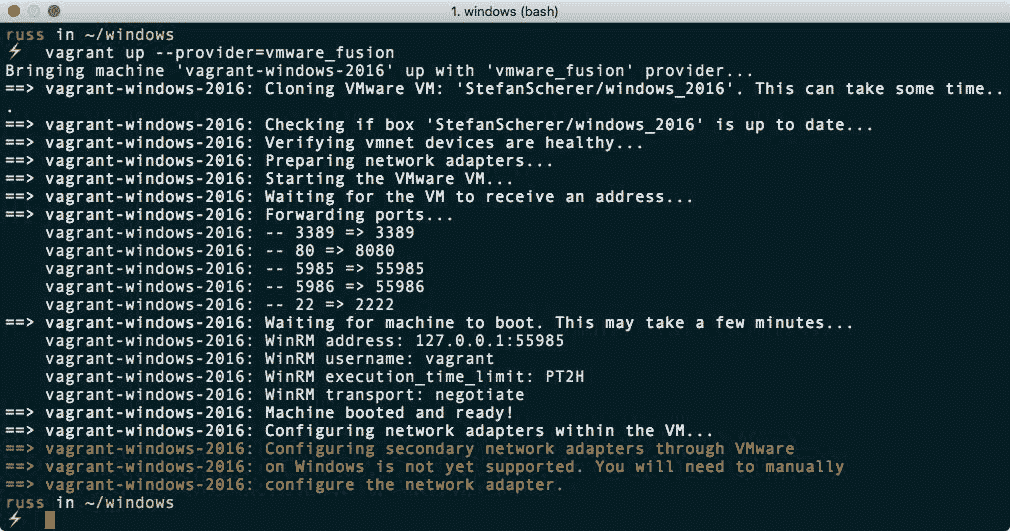 1. windows (bash)
russ in ~/windows
⚡ vagrant up --provider=vmware_fusion
Bringing machine 'vagrant-windows-2016' up with 'vmware_fusion' provider...
==> vagrant-windows-2016: Cloning VMware VM: 'StefanScherer/windows_2016'. This can take some time..
.
==> vagrant-windows-2016: Checking if box 'StefanScherer/windows_2016' is up to date...
==> vagrant-windows-2016: Verifying vmnet devices are healthy...
==> vagrant-windows-2016: Preparing network adapters...
==> vagrant-windows-2016: Starting the VMware VM...
==> vagrant-windows-2016: Waiting for the VM to receive an address...
==> vagrant-windows-2016: Forwarding ports...
vagrant-windows-2016: -- 3389 => 3389
vagrant-windows-2016: -- 80 => 8080
vagrant-windows-2016: -- 5985 => 55985
vagrant-windows-2016: -- 5986 => 55986
vagrant-windows-2016: -- 22 => 2222
==> vagrant-windows-2016: Waiting for machine to boot. This may take a few minutes...
vagrant-windows-2016: WinRM address: 127.0.0.1:55985
vagrant-windows-2016: WinRM username: vagrant
vagrant-windows-2016: WinRM execution_time_limit: PT2H
vagrant-windows-2016: WinRM transport: negotiate
==> vagrant-windows-2016: Machine booted and ready!
==> vagrant-windows-2016: Configuring network adapters within the VM...
==> vagrant-windows-2016: Configuring secondary network adapters through VMware
==> vagrant-windows-2016: on Windows is not yet supported. You will need to manually
==> vagrant-windows-2016: configure the network adapter.
russ in ~/windows
⚡